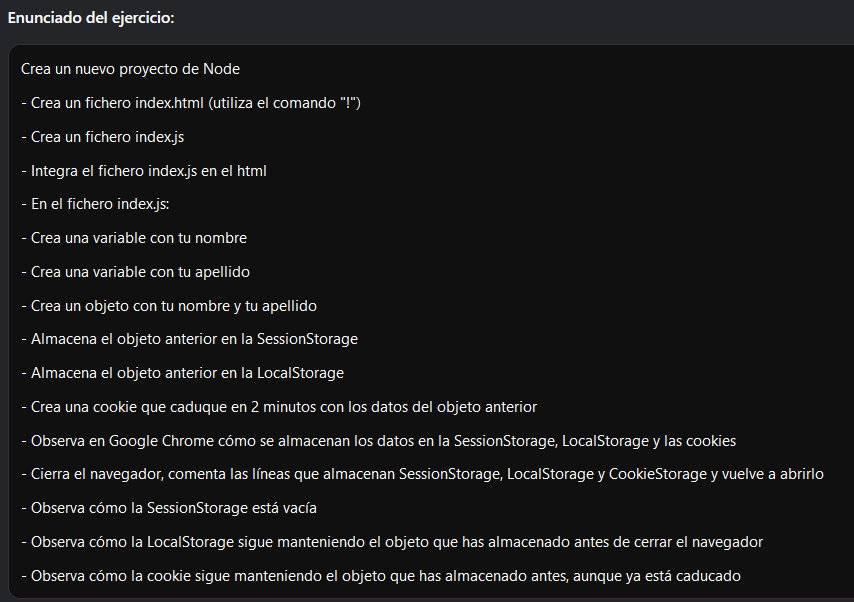 Enunciado del ejercicio:
Crea un nuevo proyecto de Node
- Crea un fichero index.html (utiliza el comando "!")
- Crea un fichero index.js
- Integra el fichero index.js en el html
- En el fichero index.js:
- Crea una variable con tu nombre
- Crea una variable con tu apellido
- Crea un objeto con tu nombre y tu apellido
- Almacena el objeto anterior en la SessionStorage
- Almacena el objeto anterior en la LocalStorage
- Crea una cookie que caduque en 2 minutos con los datos del objeto anterior
- Observa en Google Chrome cómo se almacenan los datos en la SessionStorage, LocalStorage y las cookies
- Cierra el navegador, comenta las líneas que almacenan SessionStorage, LocalStorage y CookieStorage y vuelve a abrirlo
- Observa cómo la SessionStorage está vacía
- Observa cómo la LocalStorage sigue manteniendo el objeto que has almacenado antes de cerrar el navegador
- Observa cómo la cookie sigue manteniendo el objeto que has almacenado antes, aunque ya está caducado